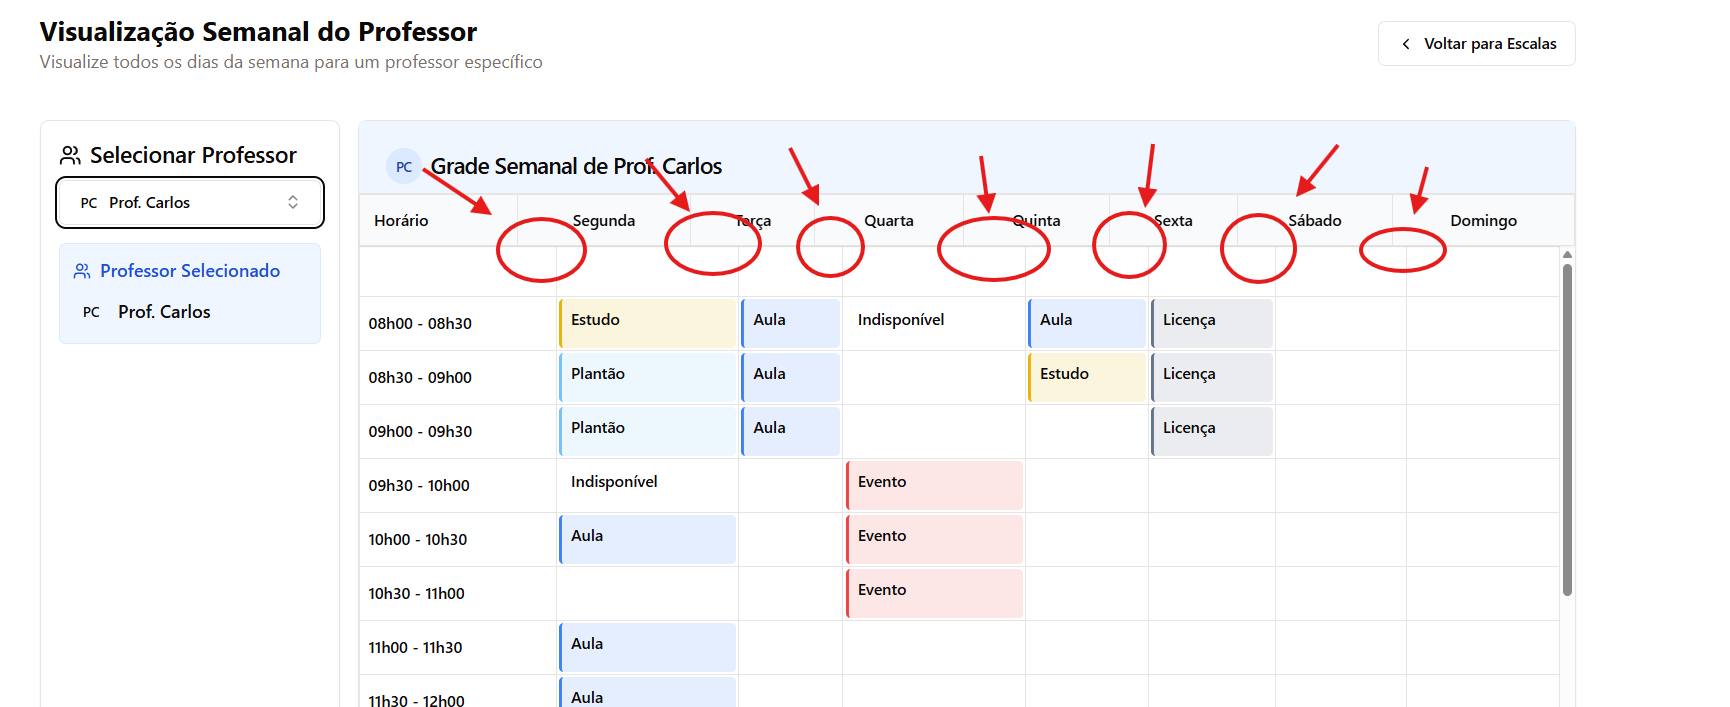 Visualização Semanal do Professor
Visualize todos os dias da semana para um professor específico
Voltar para Escalas
Selecionar Professor
PC Prof. Carlos
Professor Selecionado
PC Prof. Carlos
PC Grade Semanal de Prof. Carlos
Horário Segunda Terça Quarta Quinta Sexta Sábado Domingo
08h00 - 08h30 Estudo Aula Indisponível Aula Licença
08h30 - 09h00 Plantão Aula Estudo Licença
09h00 - 09h30 Plantão Aula Licença
09h30 - 10h00 Indisponível Evento
10h00 - 10h30 Aula Evento
10h30 - 11h00 Evento
11h00 - 11h30 Aula
11h30 - 12h00 Aula